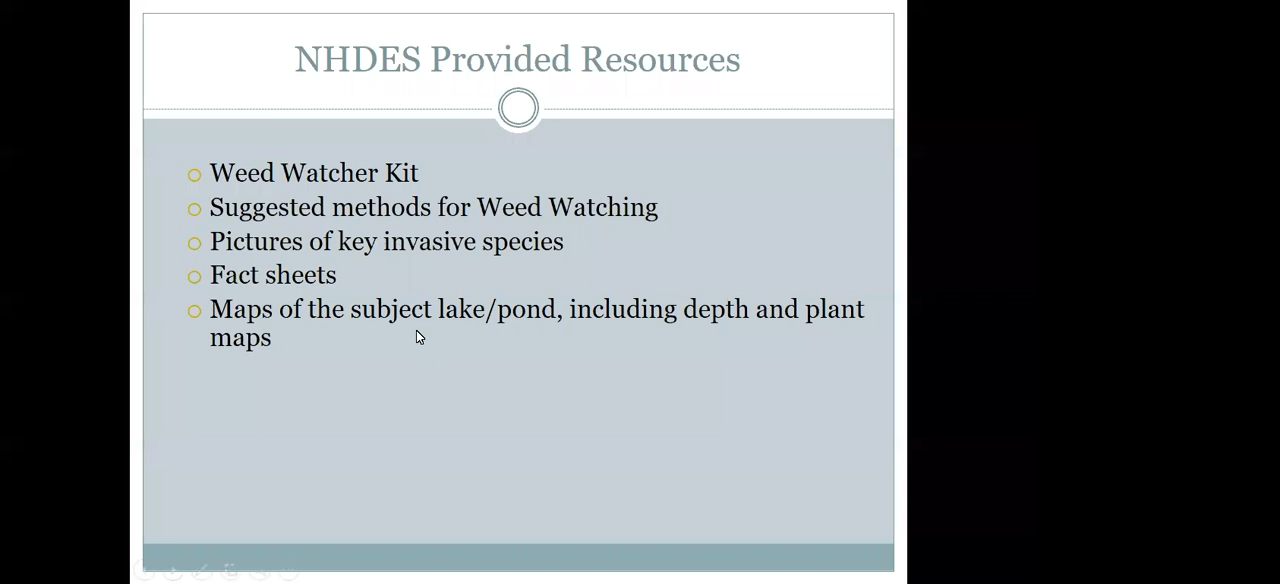 NHDES Provided Resources
Weed Watcher Kit
Suggested methods for Weed Watching
Pictures of key invasive species
Fact sheets
Maps of the subject lake/pond, including depth and plant
maps